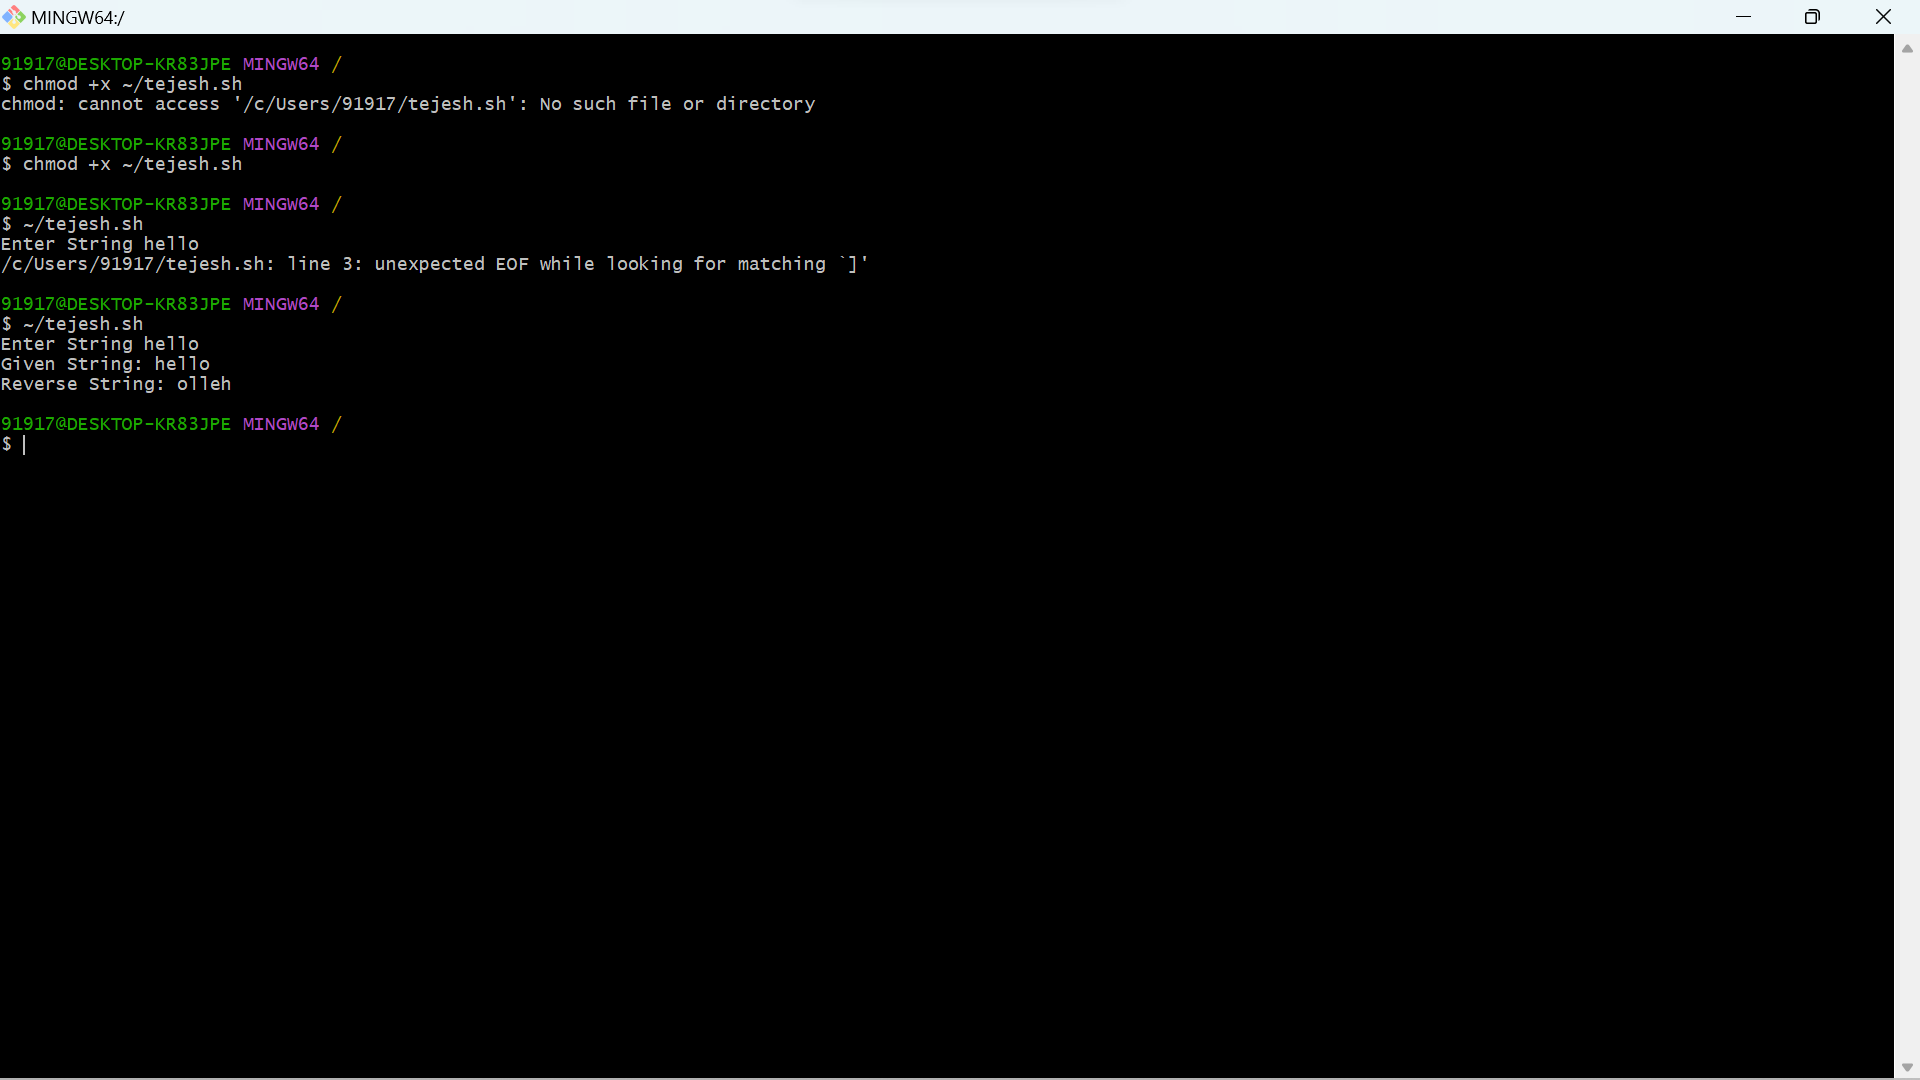 MINGW64:/
91917@DESKTOP-KR83JPE MINGW64 /
$ chmod +x ~/tejesh.sh
chmod: cannot access '/c/Users/91917/tejesh.sh': No such file or directory
91917@DESKTOP-KR83JPE MINGW64 /
$ chmod +x ~/tejesh.sh
91917@DESKTOP-KR83JPE MINGW64 /
$ ~/tejesh.sh
Enter String hello
/c/Users/91917/tejesh.sh: line 3: unexpected EOF while looking for matching `]'
91917@DESKTOP-KR83JPE MINGW64 /
$ ~/tejesh.sh
Enter String hello
Given String: hello
Reverse String: olleh
91917@DESKTOP-KR83JPE MINGW64 /
$